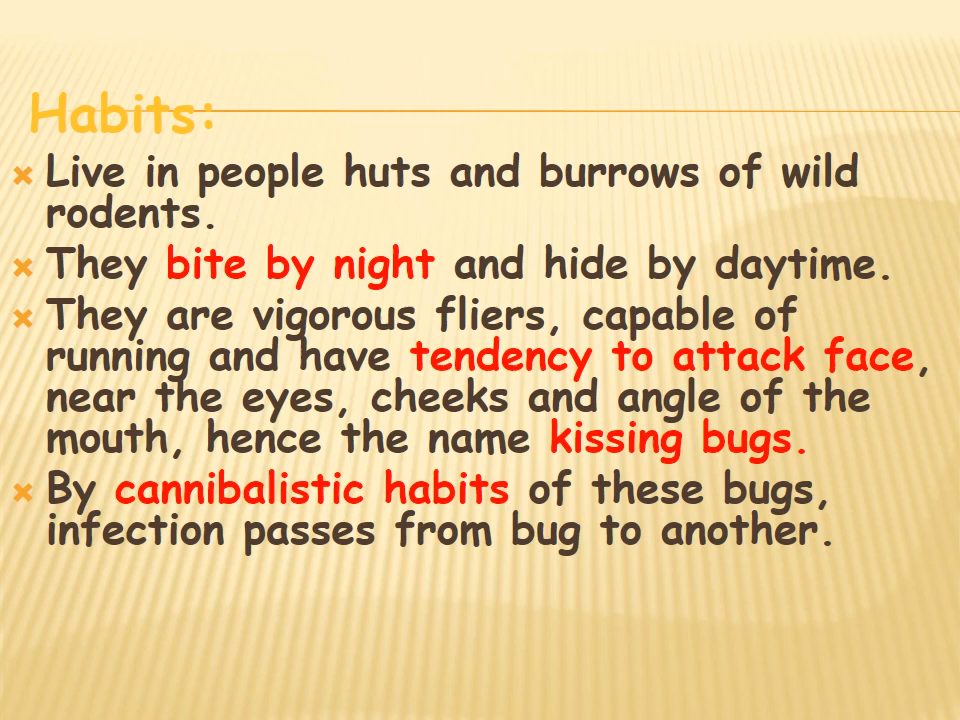 Habits:
Live in people huts and burrows of wild
rodents.
They bite by night and hide by daytime.
They are vigorous fliers, capable of
running and have tendency to attack face,
near the eyes, cheeks and angle of the
mouth, hence the name kissing bugs.
By cannibalistic habits of these bugs,
infection passes from bug to another.